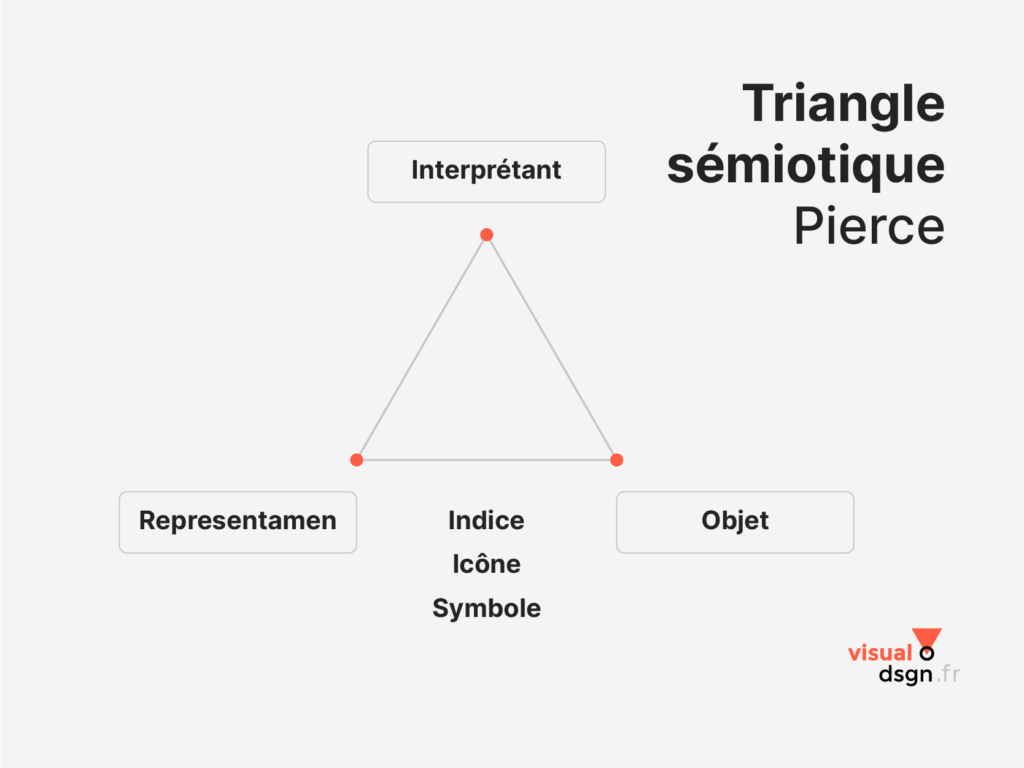 Triangle
sémiotique
Pierce
Interprétant
Representamen
Indice
Icône
Symbole
Objet
visual
dsgn.fr